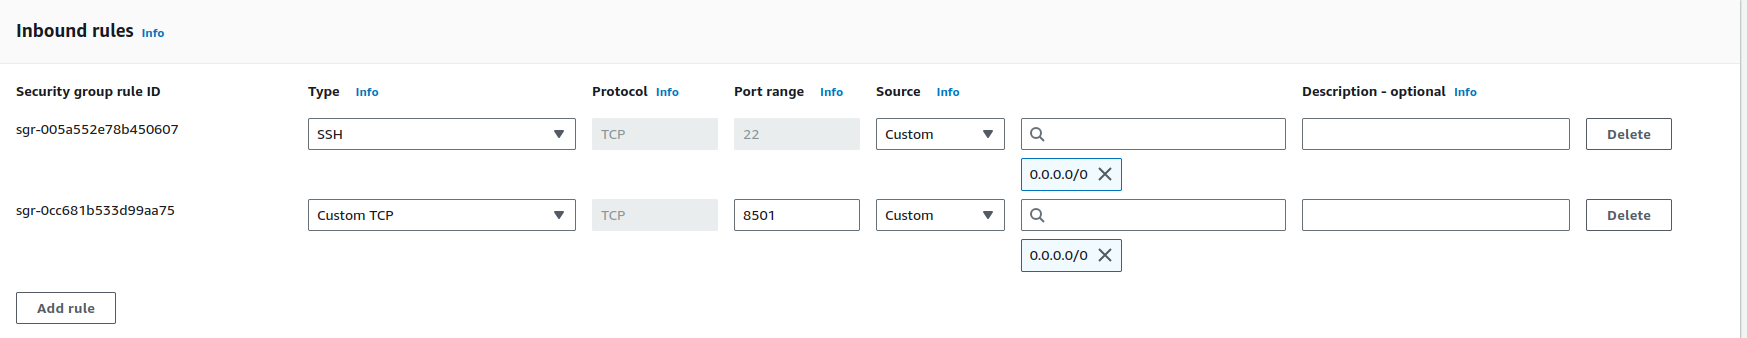 Inbound rules Info
Security group rule ID Type Info Protocol Info Port range Info Source Info Description - optional Info
sgr-005a552e78b450607 SSH TCP 22 Custom Delete
0.0.0.0/0
sgr-0cc681b533d99aa75 Custom TCP TCP 8501 Custom Delete
0.0.0.0/0
Add rule